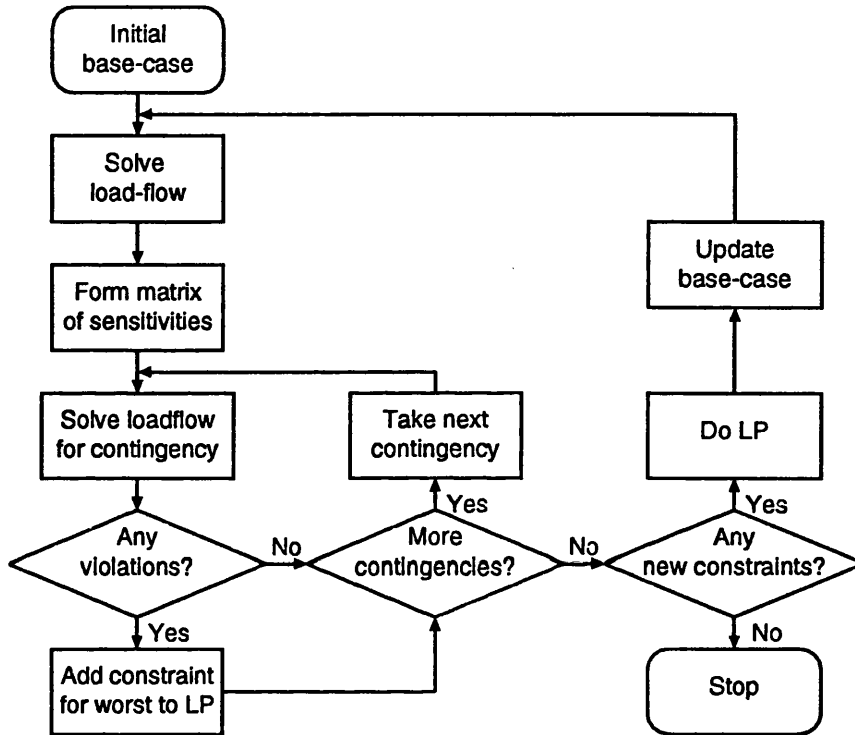 Initial
base-case
Solve
load-flow
Form matrix
of sensitivities
Solve loadflow
for contingency
Any
violations?
Yes
Add constraint
for worst to LP
No
Take next
contingency
Yes
More
contingencies?
No
Update
base-case
Do LP
Yes
Any
new constraints?
No
Stop